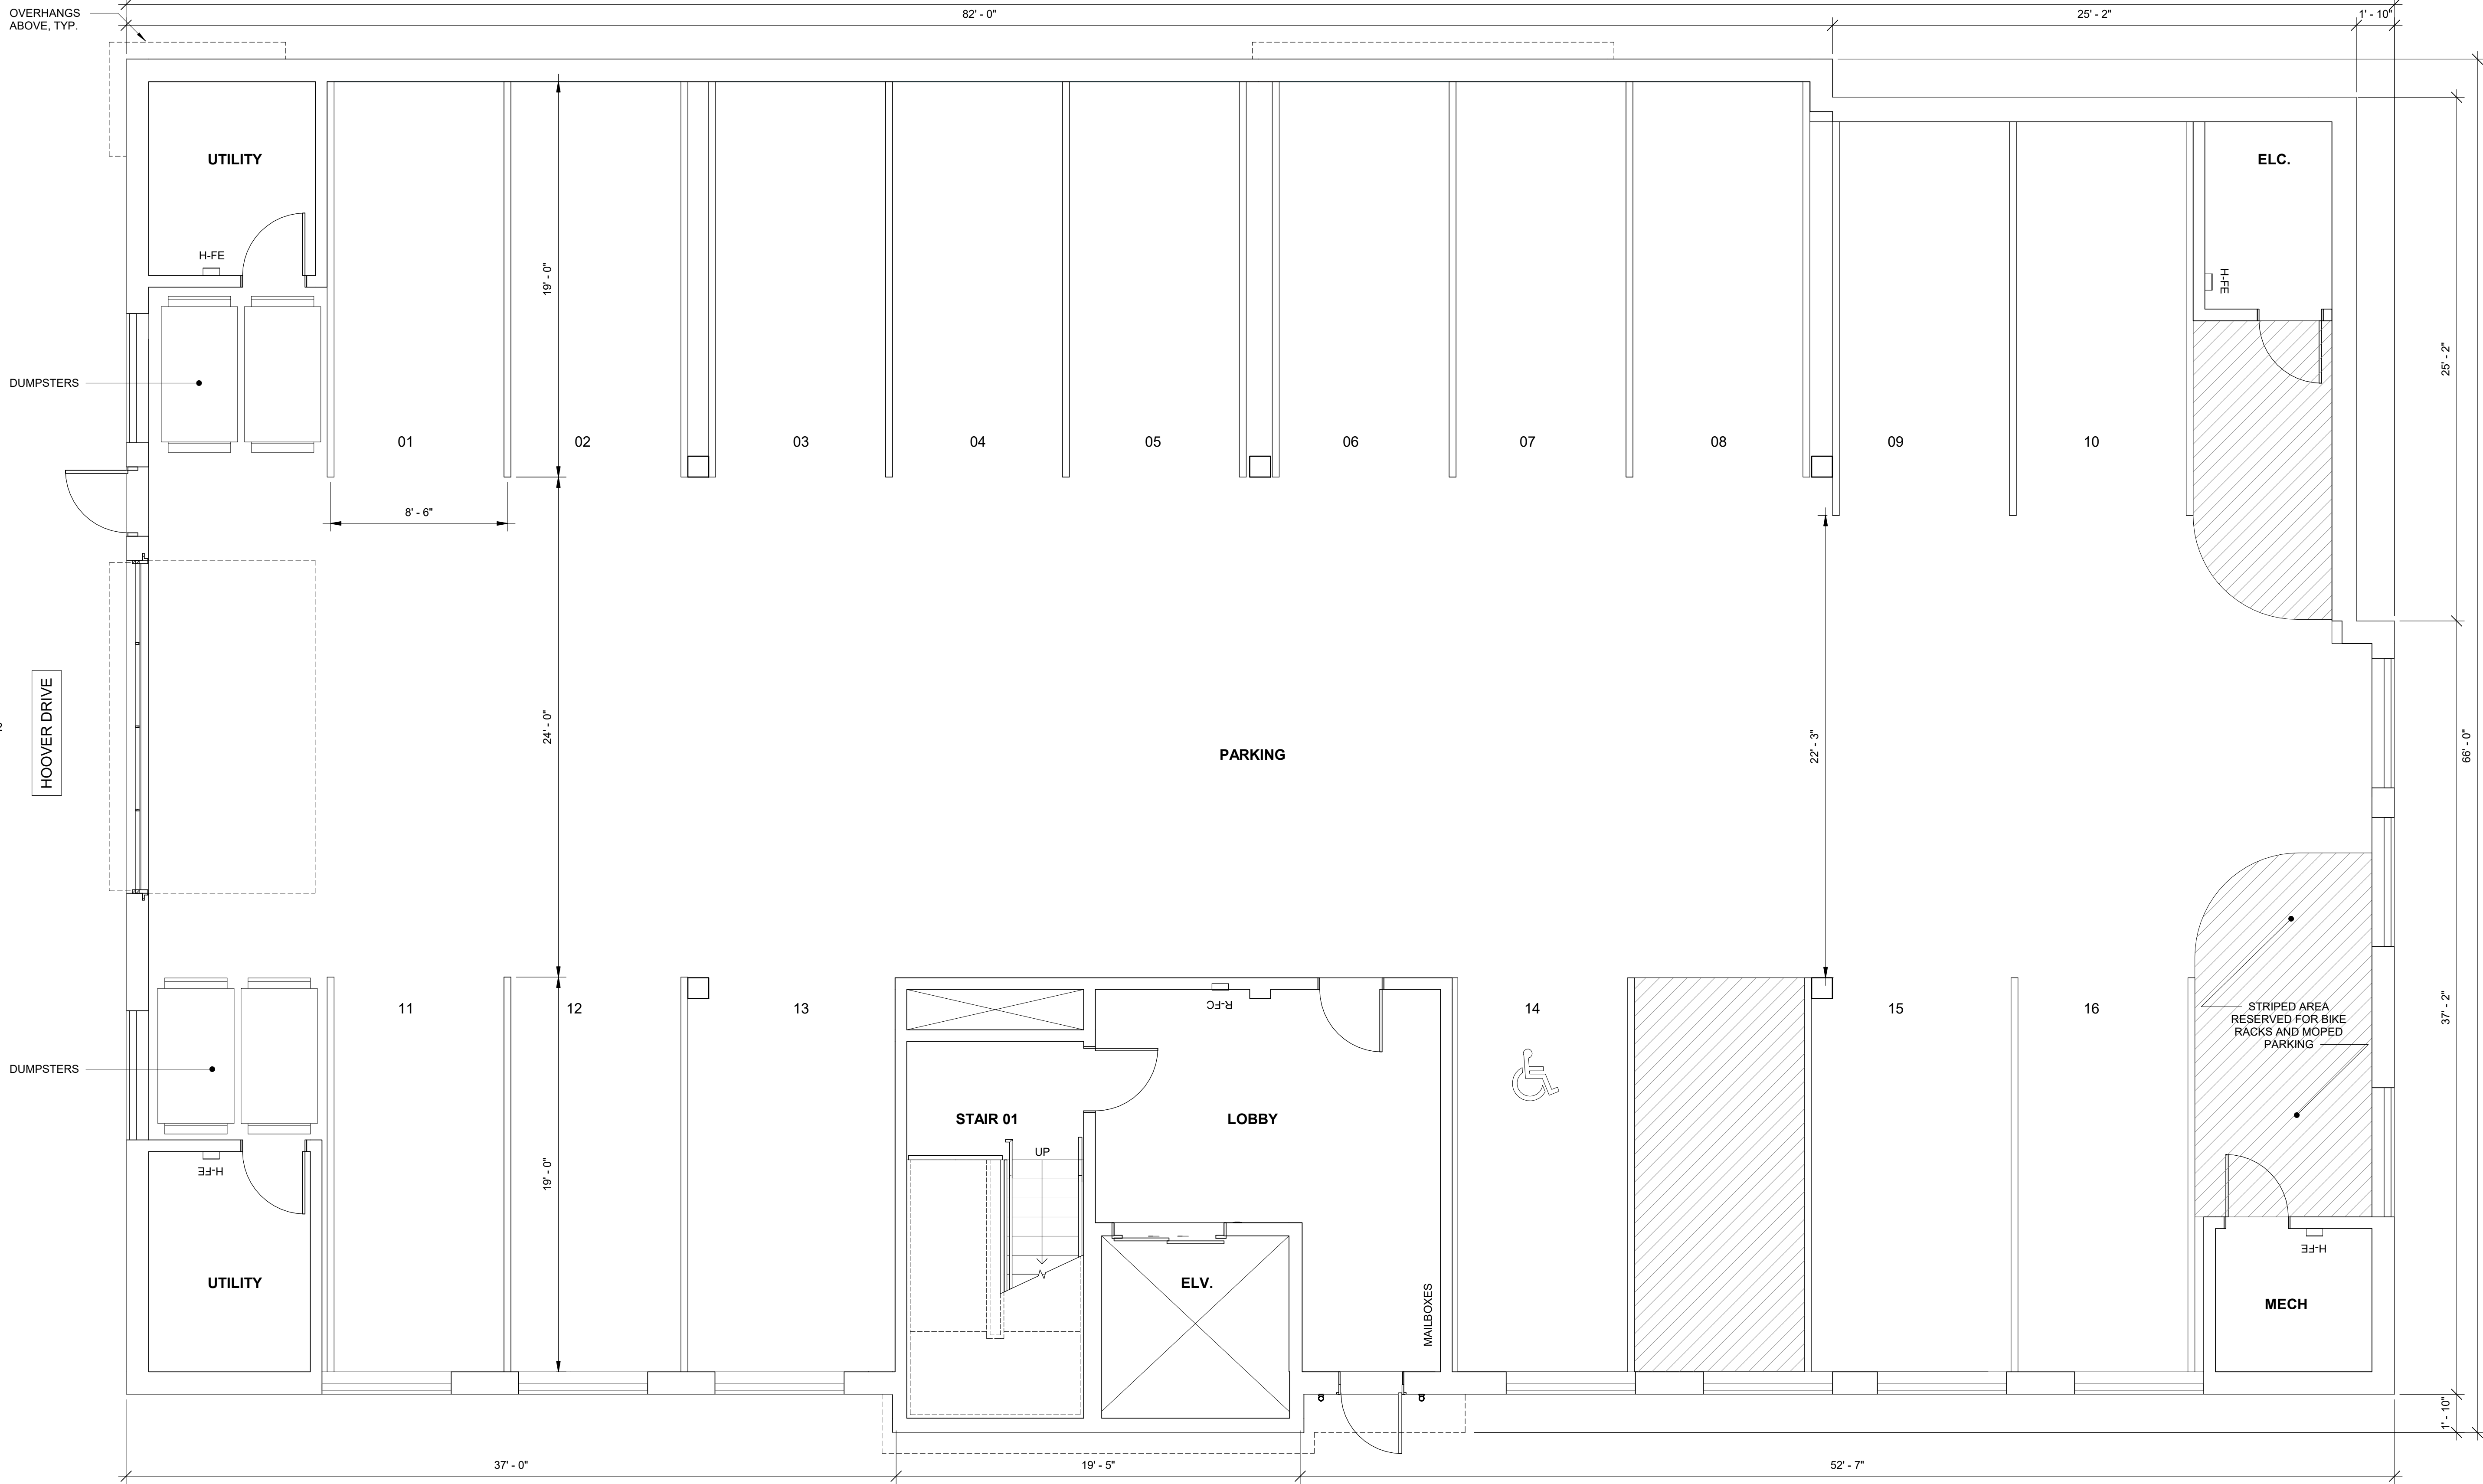 OVERHANGS
ABOVE, TYP.
82' - 0"
25' - 2"
1' - 10"
UTILITY
ELC.
H-FE
H-FE
19' - 0"
25' - 2"
DUMPSTERS
01
02
03
04
05
06
07
08
09
10
8' - 6"
HOOVER DRIVE
24' - 0"
PARKING
22' - 3"
66' - 0"
11
12
13
R-FC
14
15
16
STRIPED AREA
RESERVED FOR BIKE
RACKS AND MOPED
PARKING
37' - 2"
DUMPSTERS
STAIR 01
LOBBY
UP
H-FE
19' - 0"
H-FE
UTILITY
ELV.
MAILBOXES
MECH
1' - 10"
37' - 0"
19' - 5"
52' - 7"